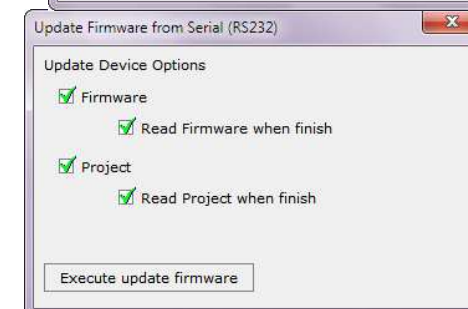 Update Firmware from Serial (RS232)
Update Device Options
Firmware
Read Firmware when finish
Project
Read Project when finish
Execute update firmware